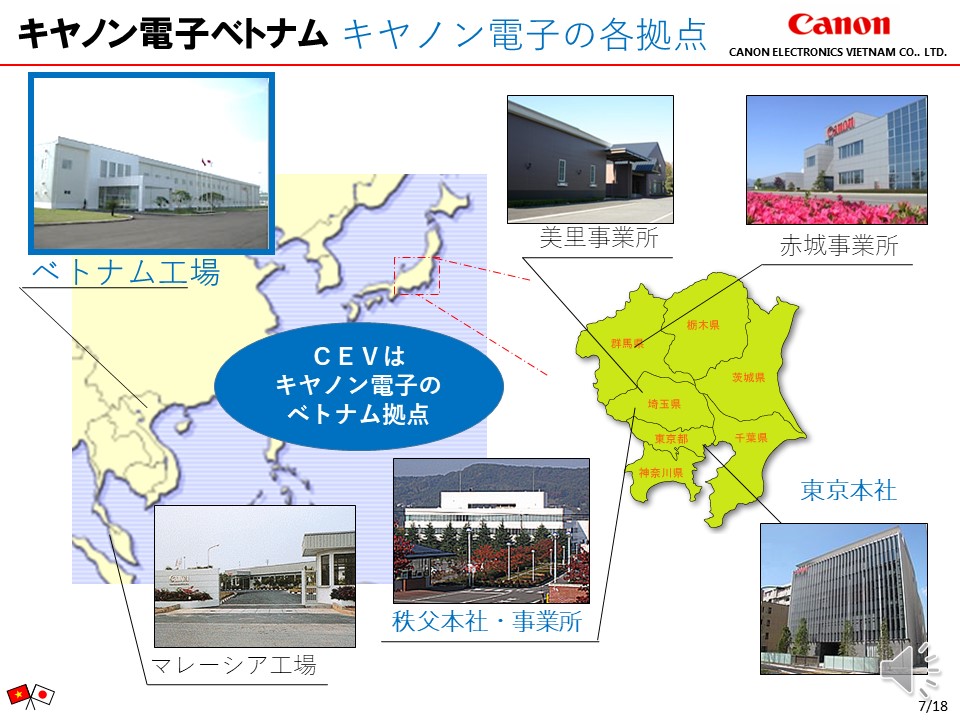 キヤノン電子ベトナム キヤノン電子の各拠点
Canon
CANON ELECTRONICS VIETNAM CO.. LTD.
美里事業所
Canon
赤城事業所
ベトナム工場
ＣＥＶは
キヤノン電子の
ベトナム拠点
栃木県
群馬県
茨城県
埼玉県
東京都
千葉県
神奈川県
東京本社
Canon
秩父本社・事業所
マレーシア工場
7/18